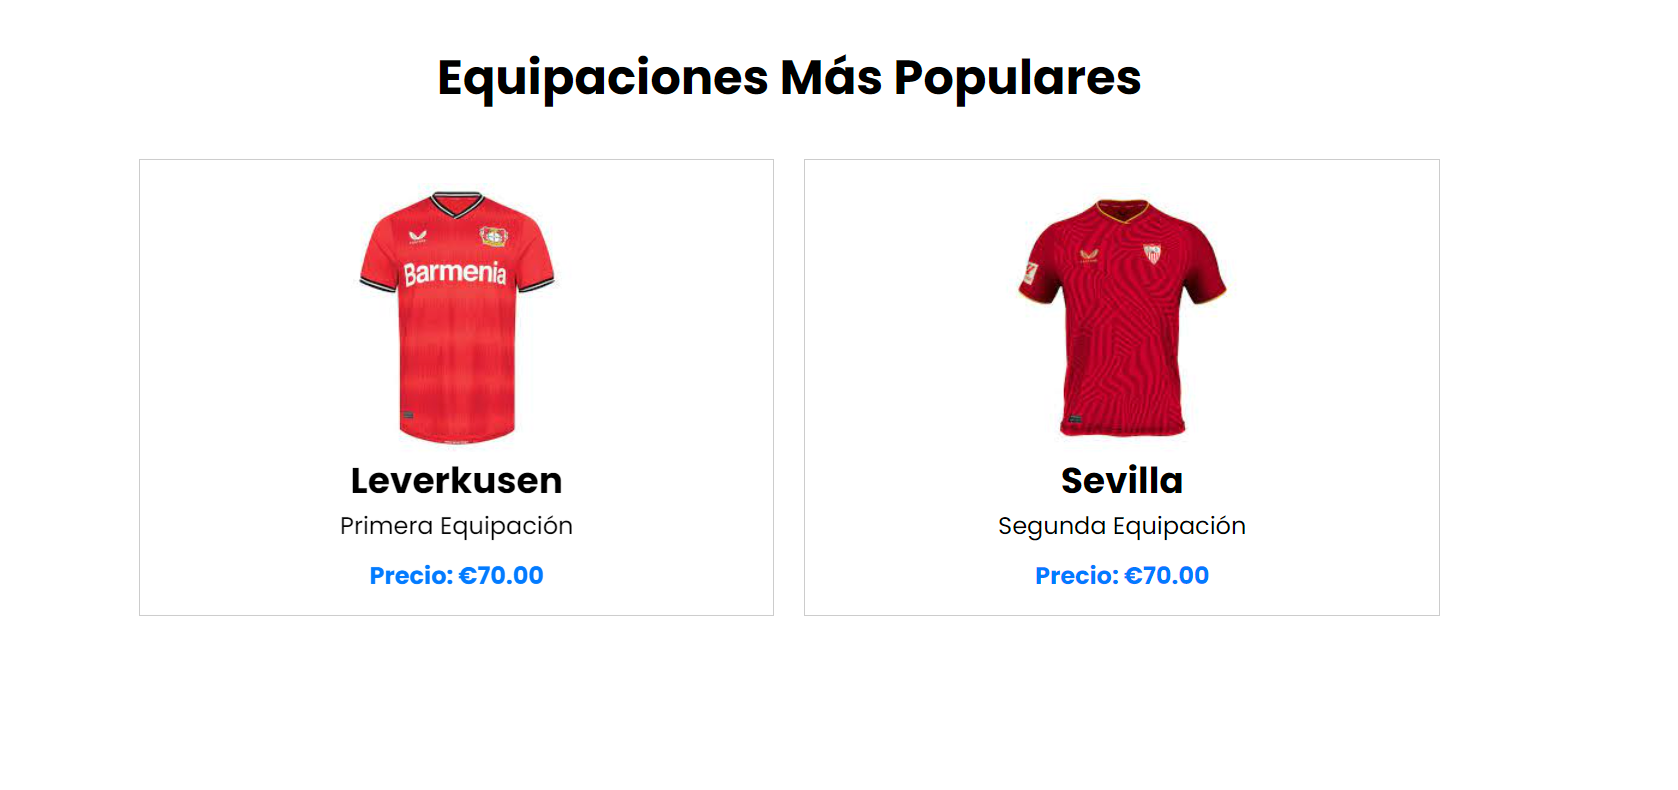 Equipaciones Más Populares
Barmenia
Leverkusen
Primera Equipación
Precio: €70.00
Sevilla
Segunda Equipación
Precio: €70.00